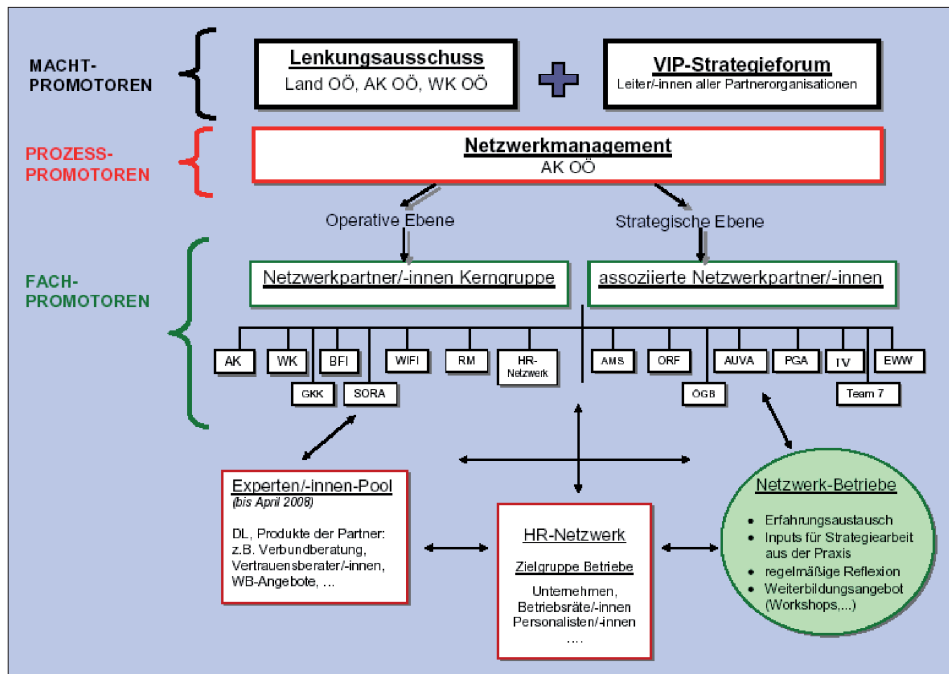 MACHT-
PROMOTOREN
Lenkungsausschuss
Land OÖ, AK OÖ, WK OÖ
VIP-Strategieforum
Leiter/-innen aller Partnerorganisationen
PROZESS-
PROMOTOREN
Netzwerkmanagement
AK OÖ
Operative Ebene
Strategische Ebene
FACH-
PROMOTOREN
Netzwerkpartner/-innen Kerngruppe
assoziierte Netzwerkpartner/-innen
AK
WK
BFI
WIFI
RM
HR-
Netzwerk
AMS
ORF
AUVA
PGA
IV
EWW
GKK
SORA
OGB
Team 7
Experten/-innen-Pool
(bis April 2008)
DL, Produkte der Partner:
z.B. Verbundberatung,
Vertrauensberater/-innen,
WB-Angebote, ...
HR-Netzwerk
Zielgruppe Betriebe
Unternehmen,
Betriebsräte/-innen
Personalisten/-innen
....
Netzwerk-Betriebe
• Erfahrungsaustausch
• Inputs für Strategiearbeit
aus der Praxis
• regelmäßige Reflexion
• Weiterbildungsangebot
(Workshops,...)